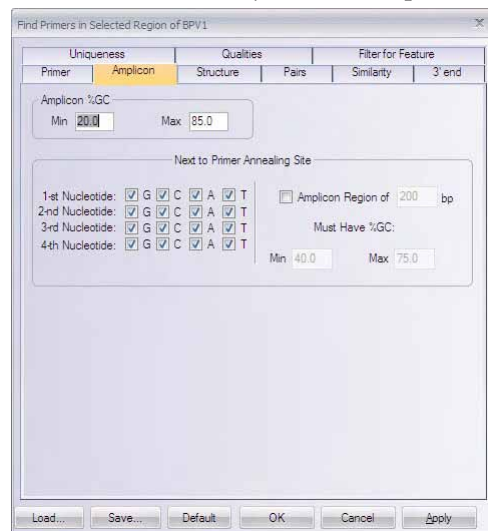 Find Primers in Selected Region of BPV1
Uniqueness Qualities Filter for Feature
Primer Amplicon Structure Pairs Similarity 3' end
Amplicon %GC
Min 20.0 Max 85.0
Next to Primer Annealing Site
1-st Nucleotide: G C A T
2-nd Nucleotide: G C A T
3-rd Nucleotide: G C A T
4-th Nucleotide: G C A T
Amplicon Region of 200 bp
Must Have %GC:
Min 40.0 Max 75.0
Load... Save... Default OK Cancel Apply